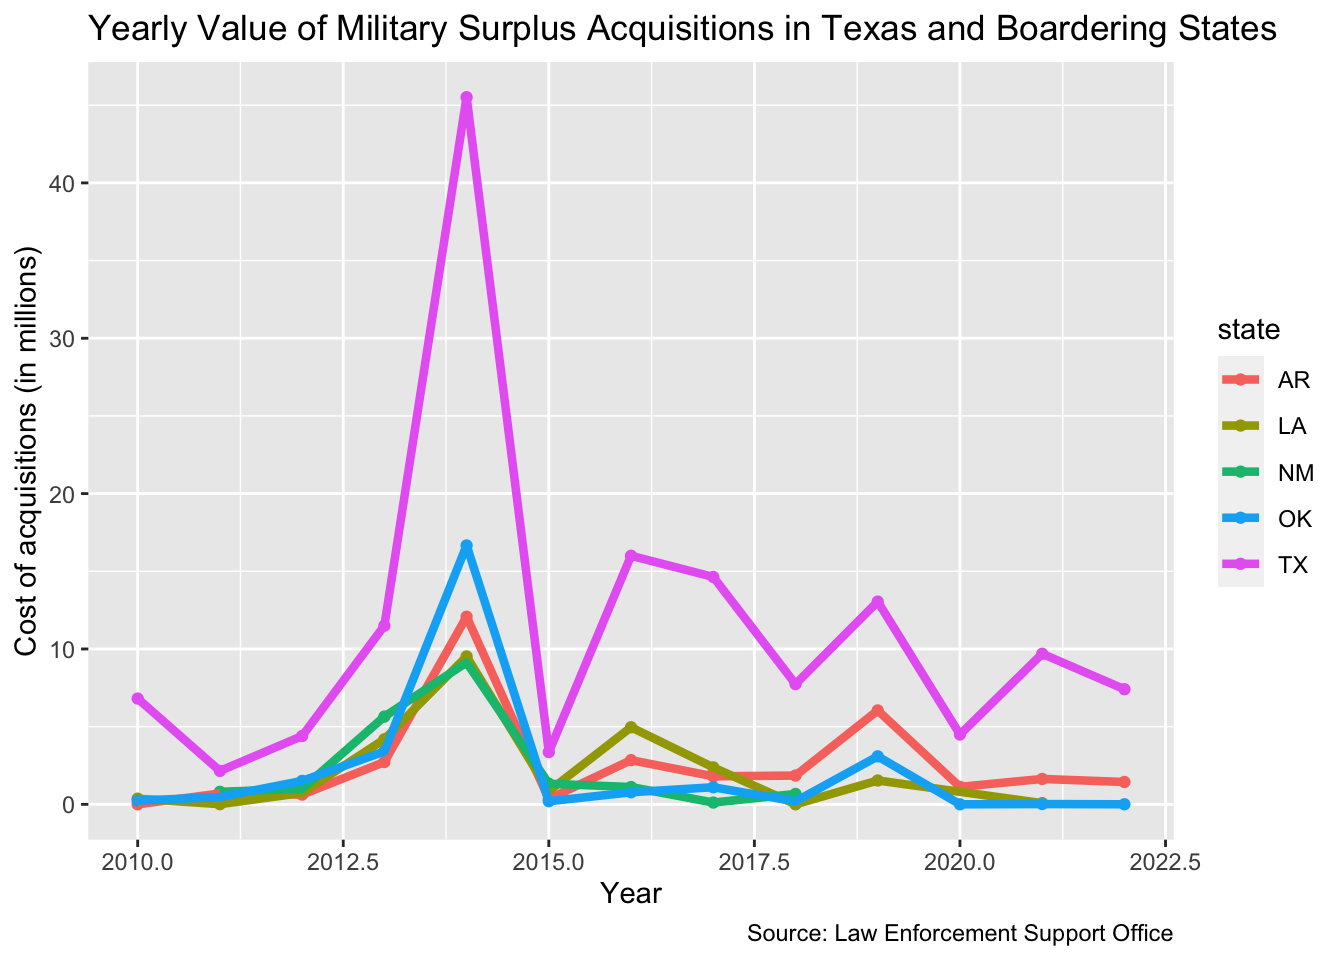 Yearly Value of Military Surplus Acquisitions in Texas and Boardering States
Cost of acquisitions (in millions)
40
30
20
10
0
2010.0
2012.5
2015.0
2017.5
2020.0
2022.5
Year
state
AR
LA
NM
OK
TX
Source: Law Enforcement Support Office